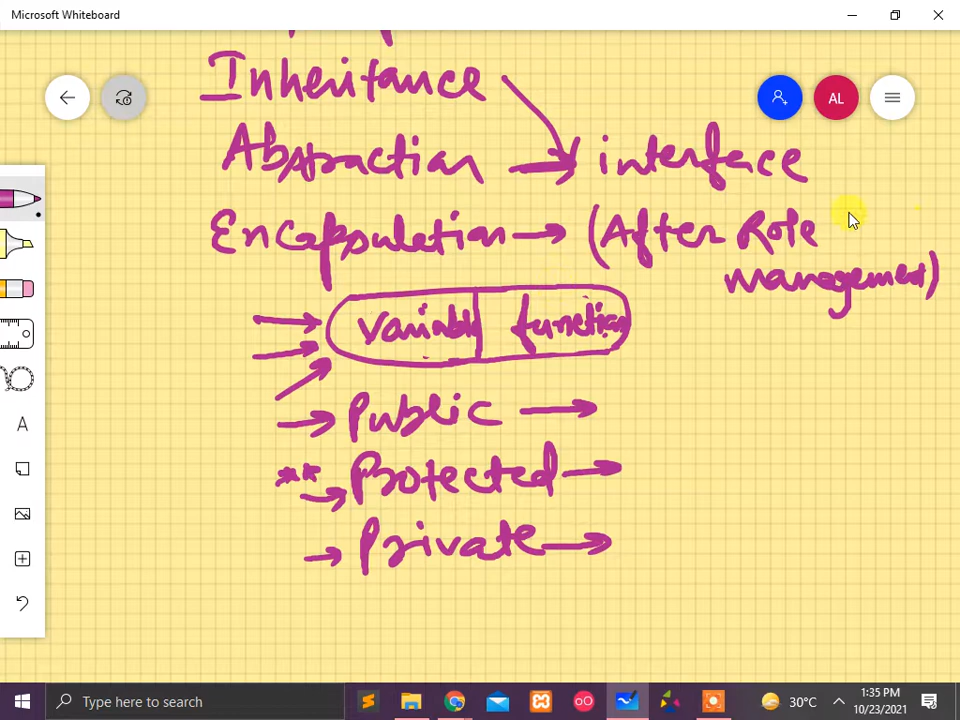 Microsoft Whiteboard
Inheritance
AL
Abstraction → interface
Encapsulation → (After Role
management)
→ variable function
→ Public →
** → Protected →
→ Private →
A
Type here to search
30°C
1:35 PM
10/23/2021